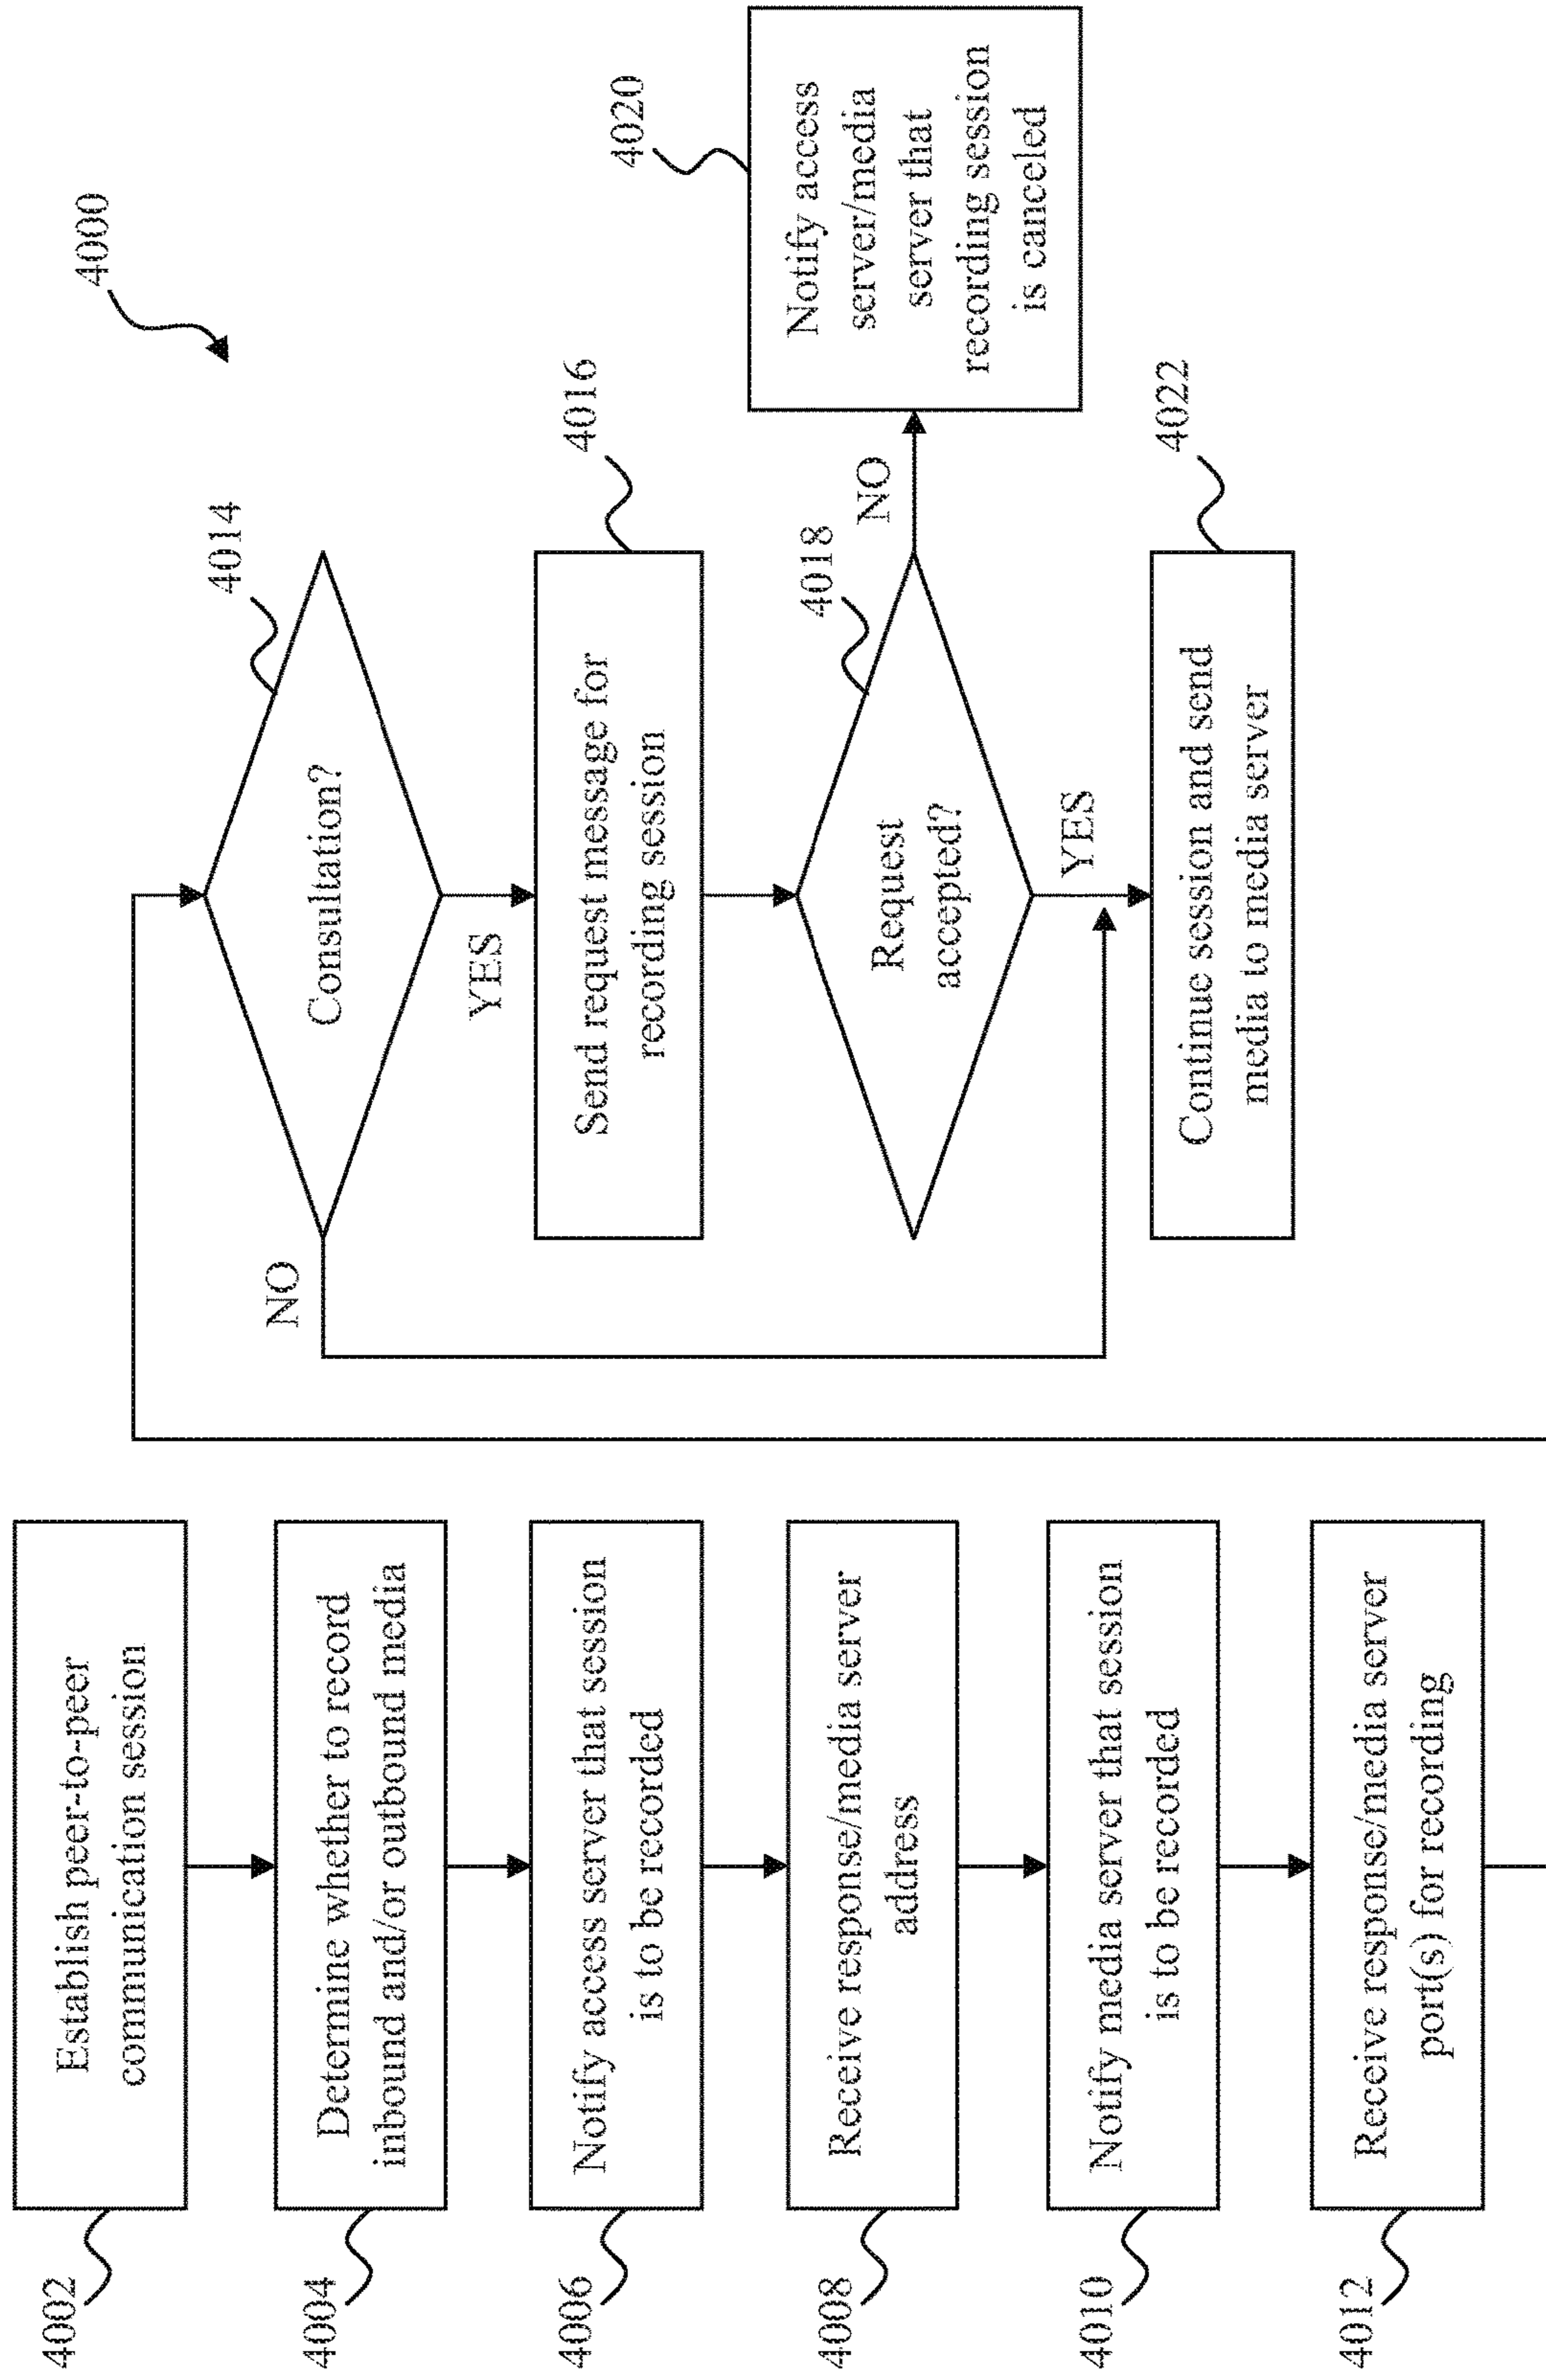 4000
4002
Establish peer-to-peer
communication session
4004
Determine whether to record
inbound and/or outbound media
4006
Notify access server that session
is to be recorded
4008
Receive response/media server
address
4010
Notify media server that session
is to be recorded
4012
Receive response/media server
port(s) for recording
4014
Consultation?
NO
YES
4016
Send request message for
recording session
4018
Request
accepted?
NO
YES
4020
Notify access
server/media
server that
recording session
is canceled
4022
Continue session and send
media to media server